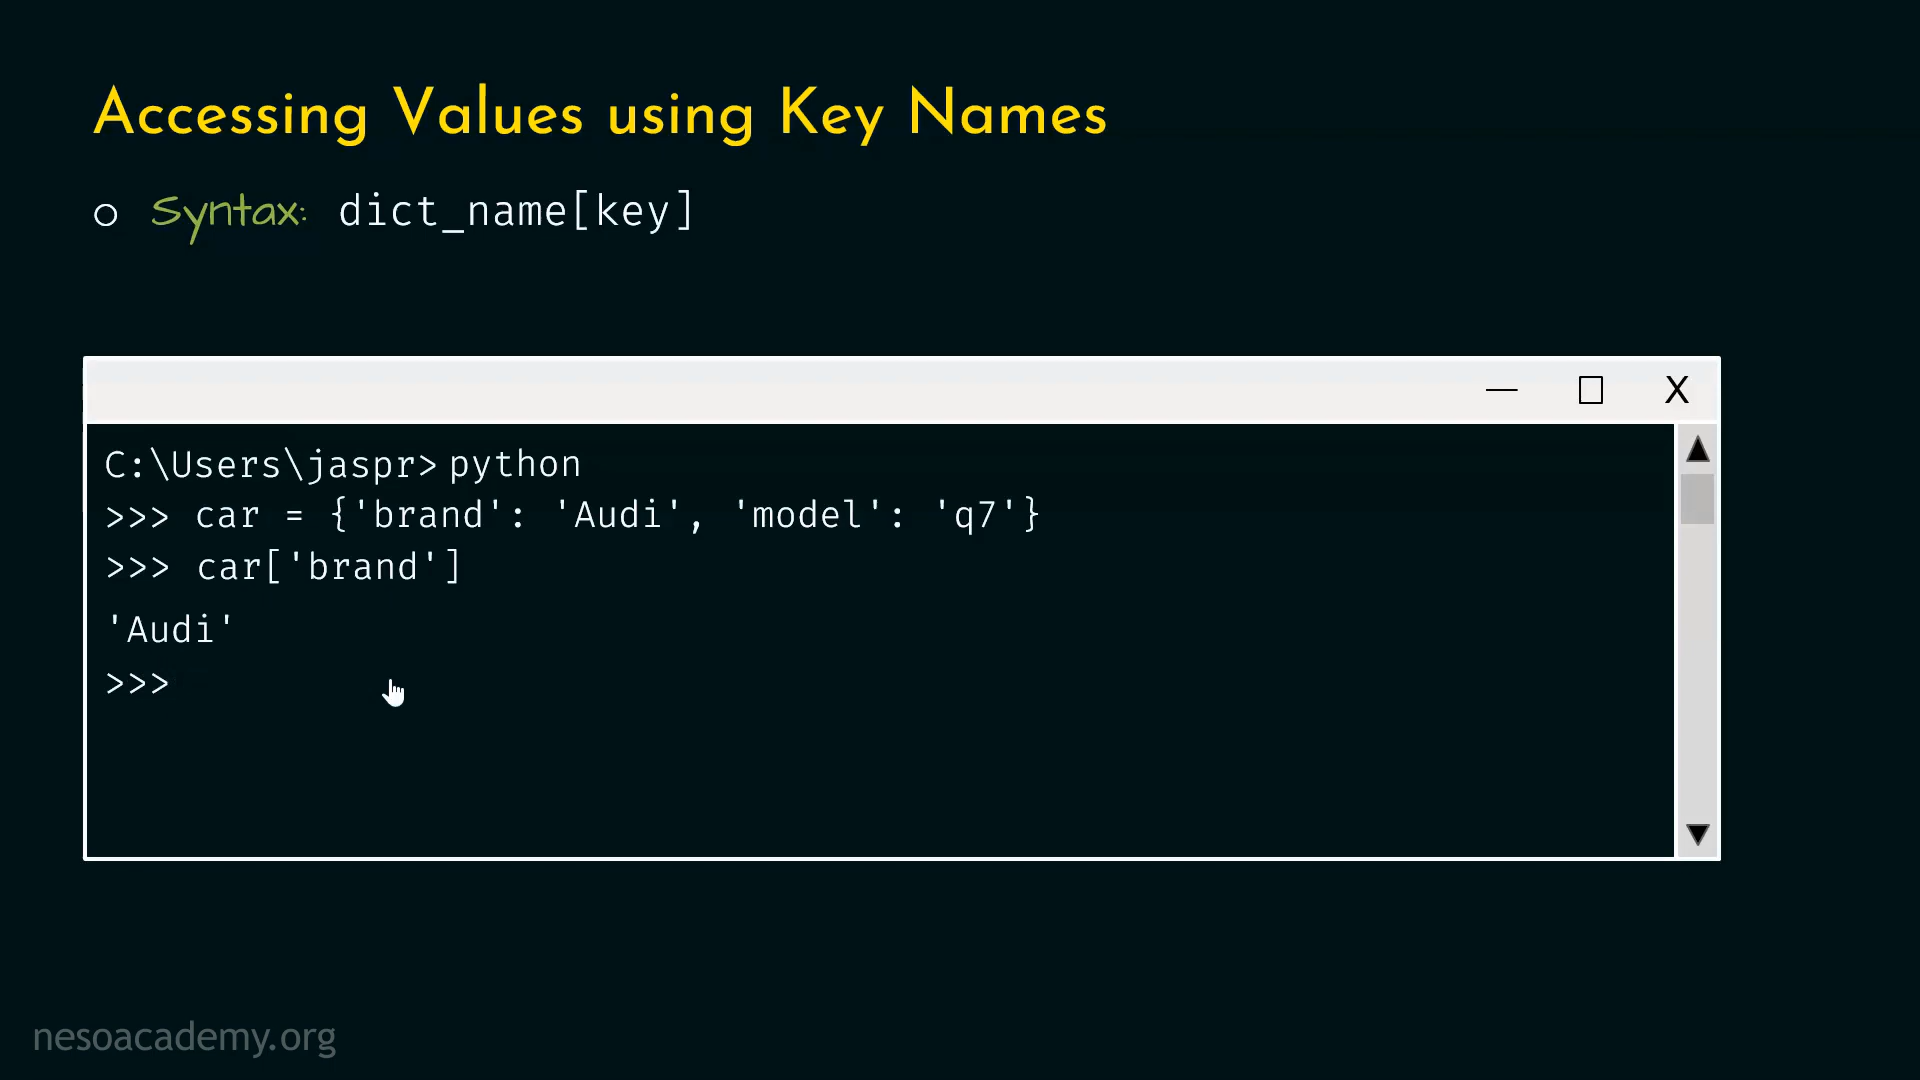 Accessing Values using Key Names
Syntax: dict_name[key]
X
C:\Users\jaspr>python
>>> car = {'brand': 'Audi', 'model': 'q7'}
>>> car['brand']
'Audi'
>>>
nesoacademy.org